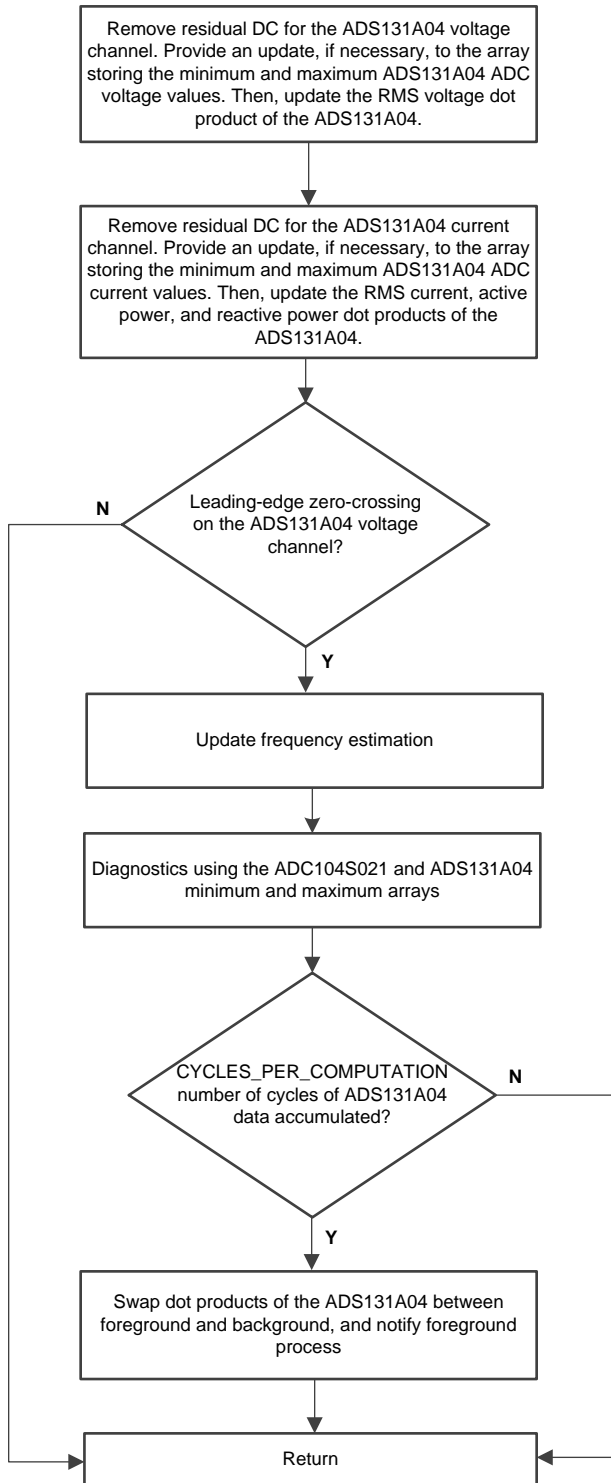 Remove residual DC for the ADS131A04 voltage
channel. Provide an update, if necessary, to the array
storing the minimum and maximum ADS131A04 ADC
voltage values. Then, update the RMS voltage dot
product of the ADS131A04.
Remove residual DC for the ADS131A04 current
channel. Provide an update, if necessary, to the array
storing the minimum and maximum ADS131A04 ADC
current values. Then, update the RMS current, active
power, and reactive power dot products of the
ADS131A04.
Leading-edge zero-crossing
on the ADS131A04 voltage
channel?
N
Y
Update frequency estimation
Diagnostics using the ADC104S021 and ADS131A04
minimum and maximum arrays
CYCLES_PER_COMPUTATION
number of cycles of ADS131A04
data accumulated?
N
Y
Swap dot products of the ADS131A04 between
foreground and background, and notify foreground
process
Return